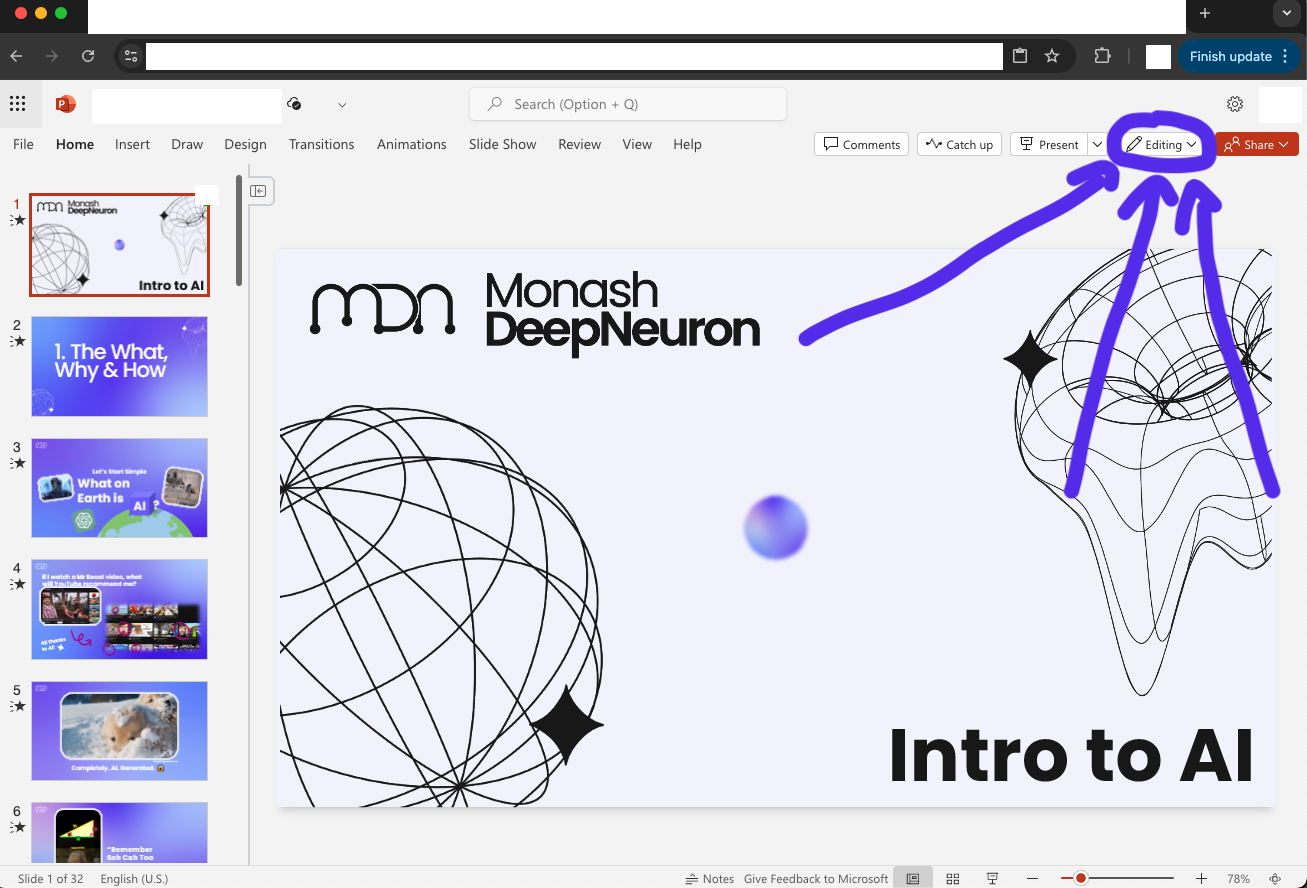 Finish update
Search (Option + Q)
File Home Insert Draw Design Transitions Animations Slide Show Review View Help
Comments Catch up Present Editing Share
1
Monash
DeepNeuron
Intro to AI
2
1. The What,
Why & How
3
Let's Start Simple
What on
Earth is AI ?
4
If I watch a Mr Beast video, what
will YouTube recommend me?
All thanks
to AI!
5
Completely. AI. Generated.
6
"Remember
Soh Cah Toa
Monash
DeepNeuron
Intro to AI
Slide 1 of 32 English (U.S.) Notes Give Feedback to Microsoft 78%